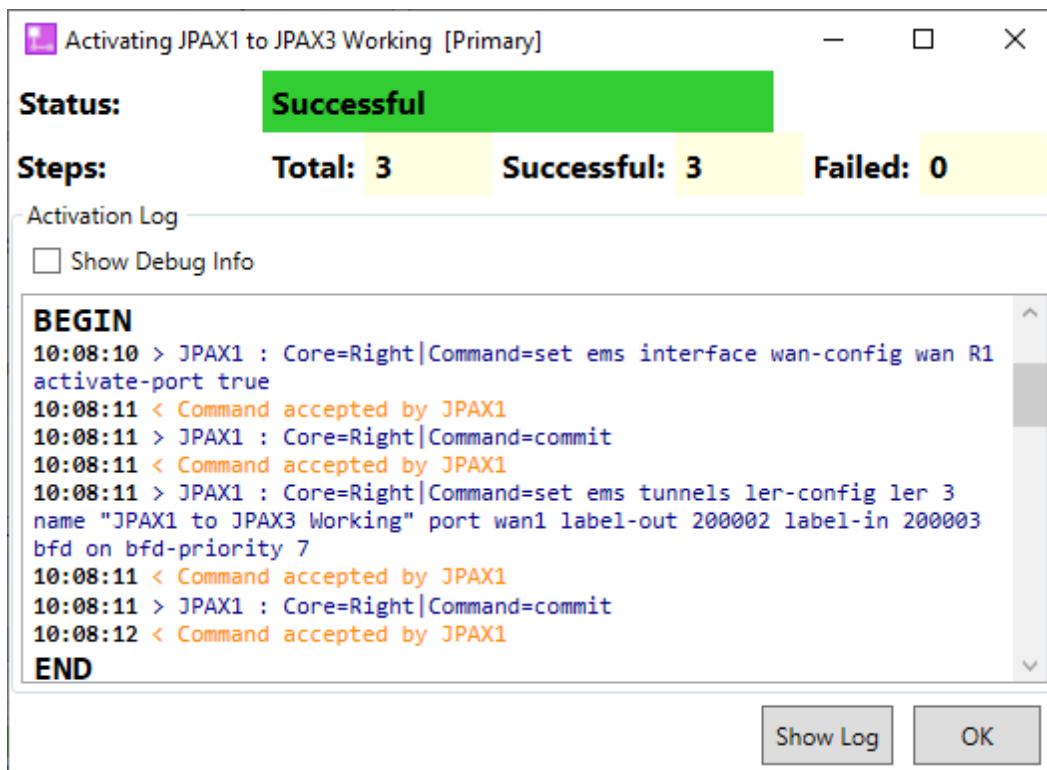 Activating JPAX1 to JPAX3 Working [Primary]
Status: Successful
Steps: Total: 3 Successful: 3 Failed: 0
Activation Log
Show Debug Info
BEGIN
10:08:10 > JPAX1 : Core=Right|Command=set ems interface wan-config wan R1
activate-port true
10:08:11 < Command accepted by JPAX1
10:08:11 > JPAX1 : Core=Right|Command=commit
10:08:11 < Command accepted by JPAX1
10:08:11 > JPAX1 : Core=Right|Command=set ems tunnels ler-config ler 3
name "JPAX1 to JPAX3 Working" port wan1 label-out 200002 label-in 200003
bfd on bfd-priority 7
10:08:11 < Command accepted by JPAX1
10:08:11 > JPAX1 : Core=Right|Command=commit
10:08:12 < Command accepted by JPAX1
END
Show Log OK